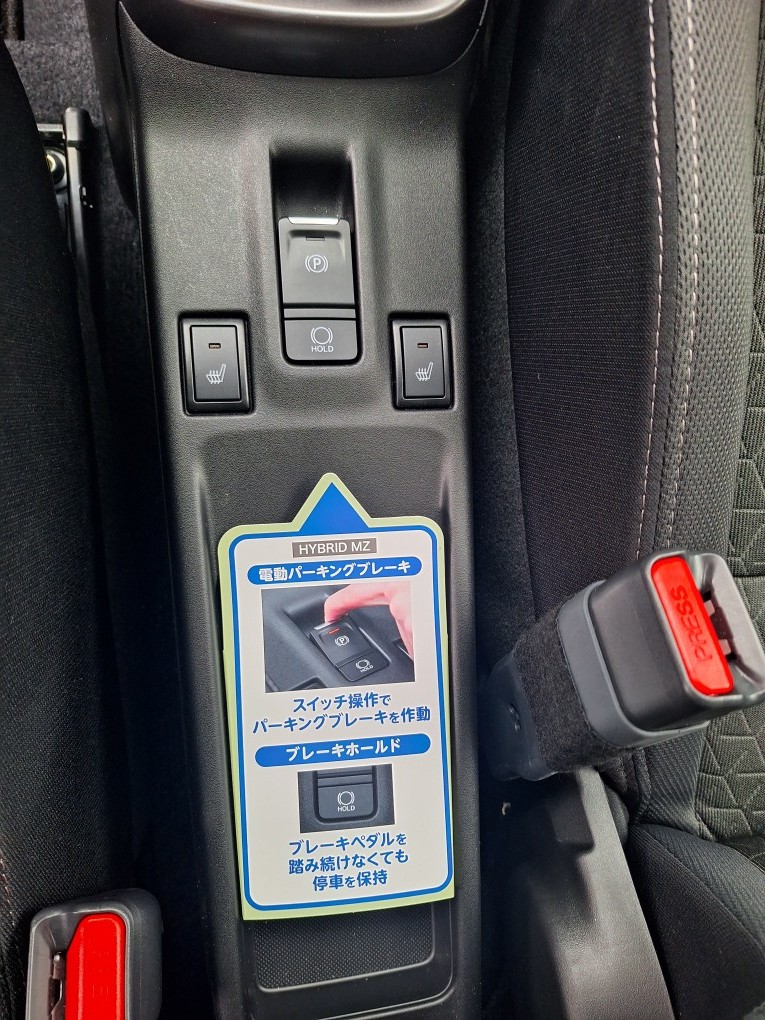 P
HOLD
HYBRID MZ
電動パーキングブレーキ
P
HOLD
スイッチ操作で
パーキングブレーキを作動
ブレーキホールド
HOLD
ブレーキペダルを
踏み続けなくても
停車を保持
PRESS